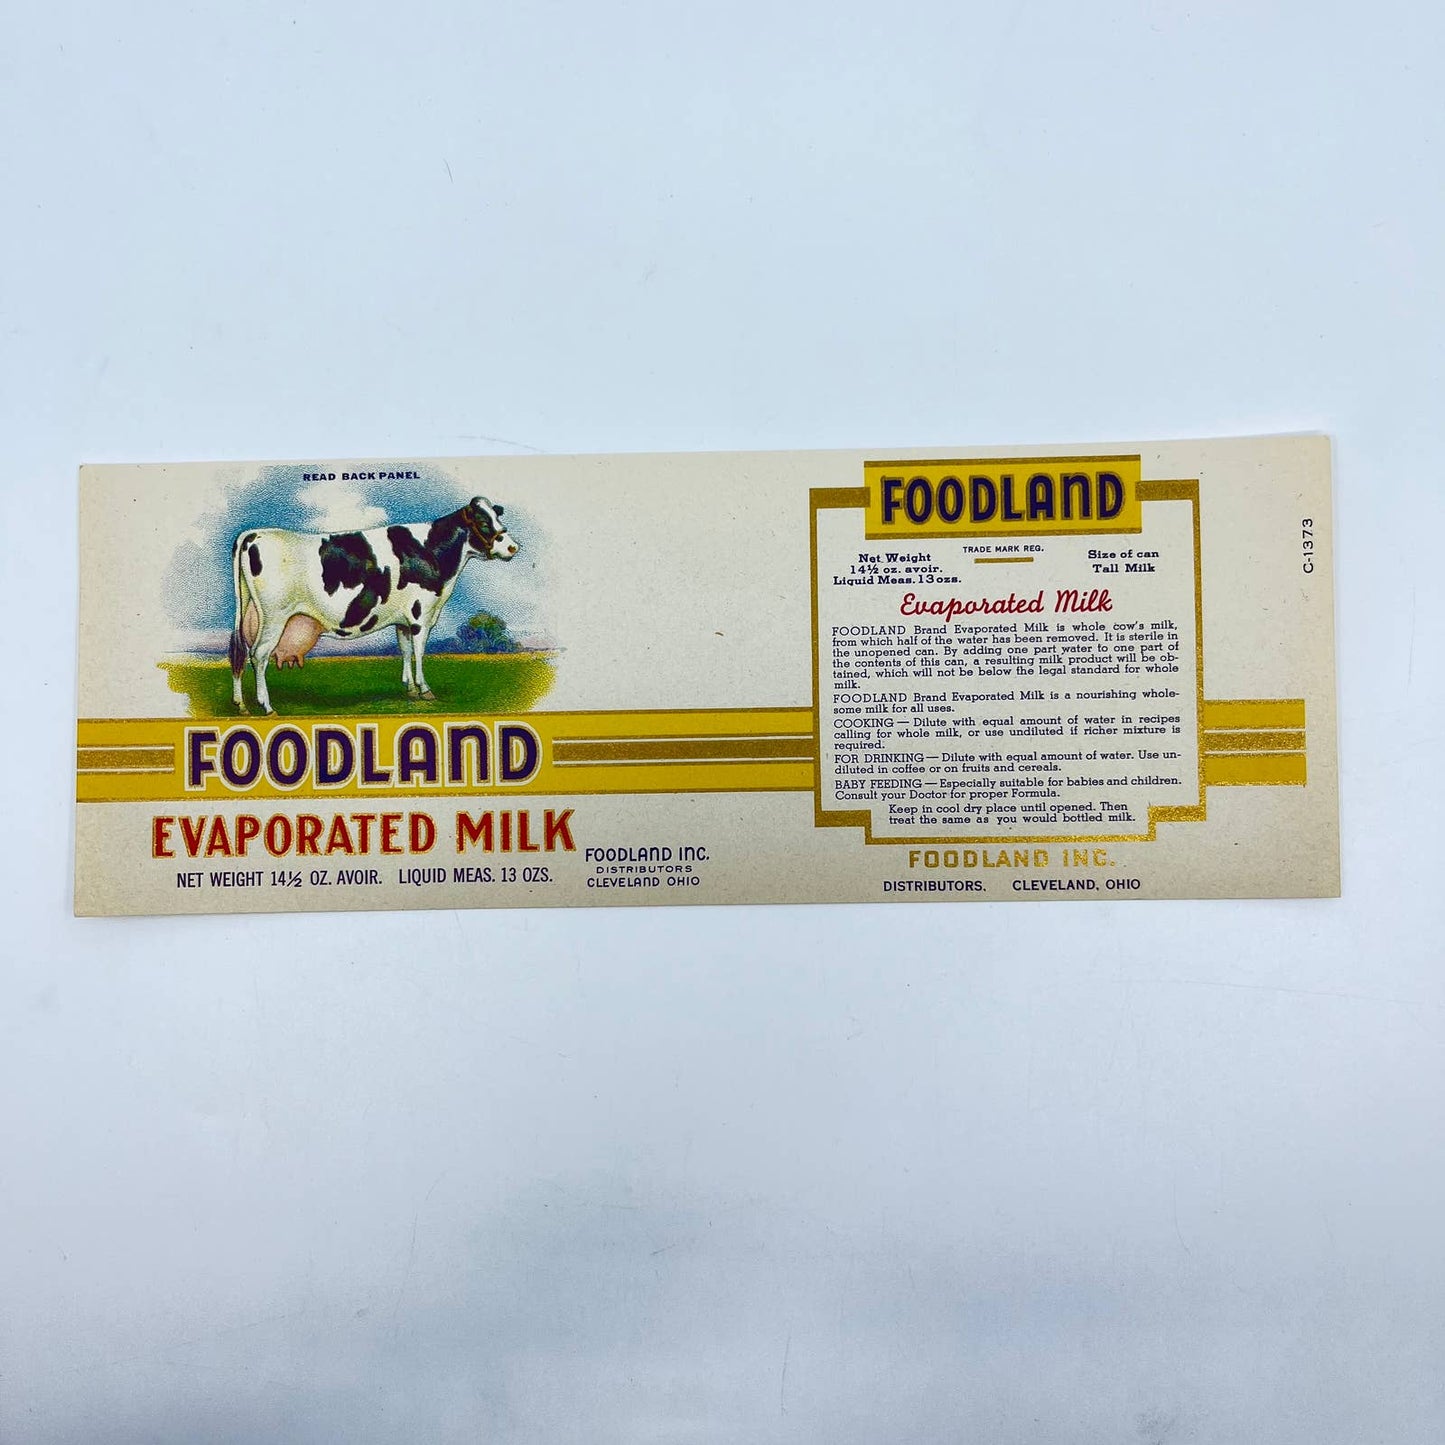 READ BACK PANEL
FOODLAND
EVAPORATED MILK
NET WEIGHT 14½ OZ. AVOIR. LIQUID MEAS. 13 OZS.
FOODLAND INC.
DISTRIBUTORS
CLEVELAND OHIO
FOODLAND
TRADE MARK REG.
Net Weight
14½ oz. avoir.
Liquid Meas. 13 ozs.
Size of can
Tall Milk
Evaporated Milk
FOODLAND Brand Evaporated Milk is whole cow's milk,
from which half of the water has been removed. It is sterile in
the unopened can. By adding one part water to one part of
the contents of this can, a resulting milk product will be ob-
tained, which will not be below the legal standard for whole
milk.
FOODLAND Brand Evaporated Milk is a nourishing whole-
some milk for all uses.
COOKING — Dilute with equal amount of water in recipes
calling for whole milk, or use undiluted if richer mixture is
required.
FOR DRINKING — Dilute with equal amount of water. Use un-
diluted in coffee or on fruits and cereals.
BABY FEEDING — Especially suitable for babies and children.
Consult your Doctor for proper Formula.
Keep in cool dry place until opened. Then
treat the same as you would bottled milk.
FOODLAND INC.
DISTRIBUTORS. CLEVELAND, OHIO
C-1373